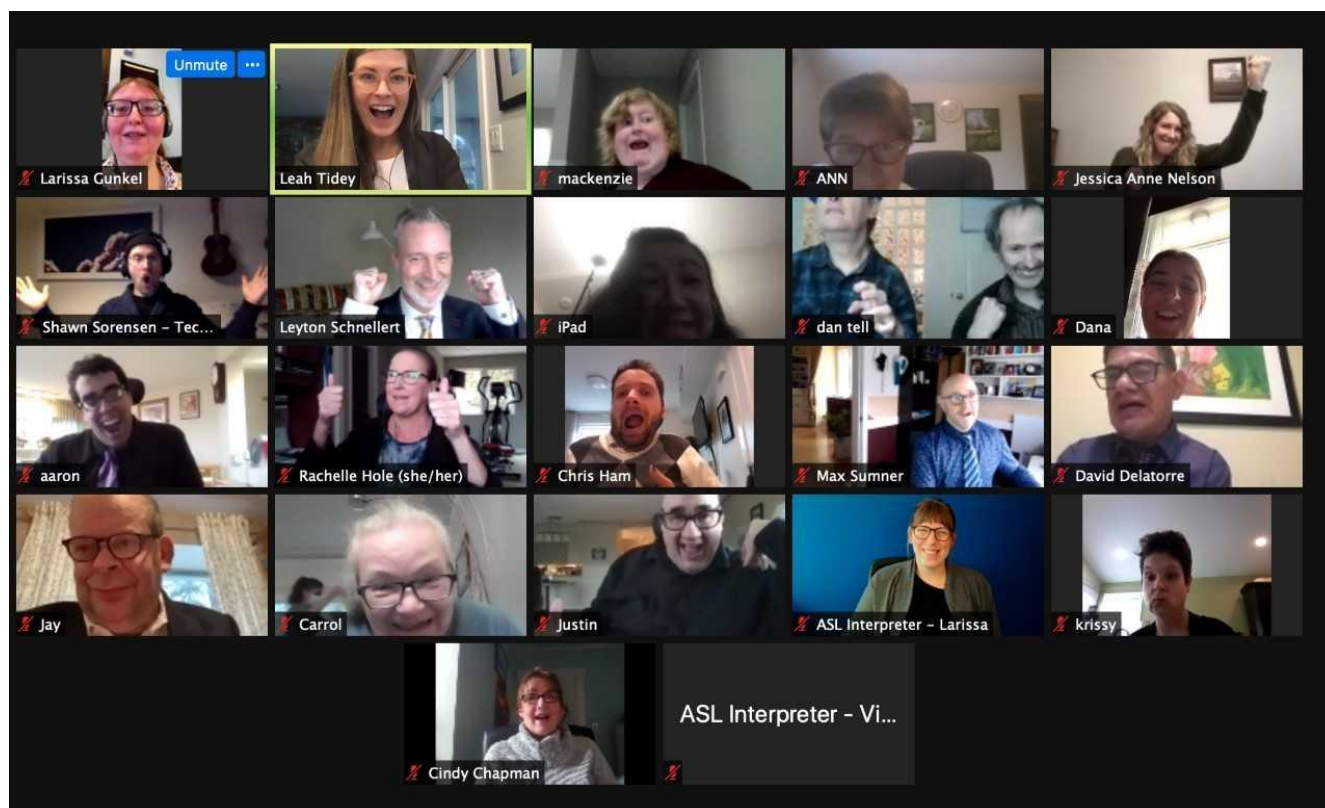 Unmute ...
Larissa Gunkel
Leah Tidey
mackenzie
ANN
Jessica Anne Nelson
Shawn Sorensen – Tec...
Leyton Schnellert
iPad
dan tell
Dana
aaron
Rachelle Hole (she/her)
Chris Ham
Max Sumner
David Delatorre
Jay
Carrol
Justin
ASL Interpreter – Larissa
krissy
Cindy Chapman
ASL Interpreter - Vi...